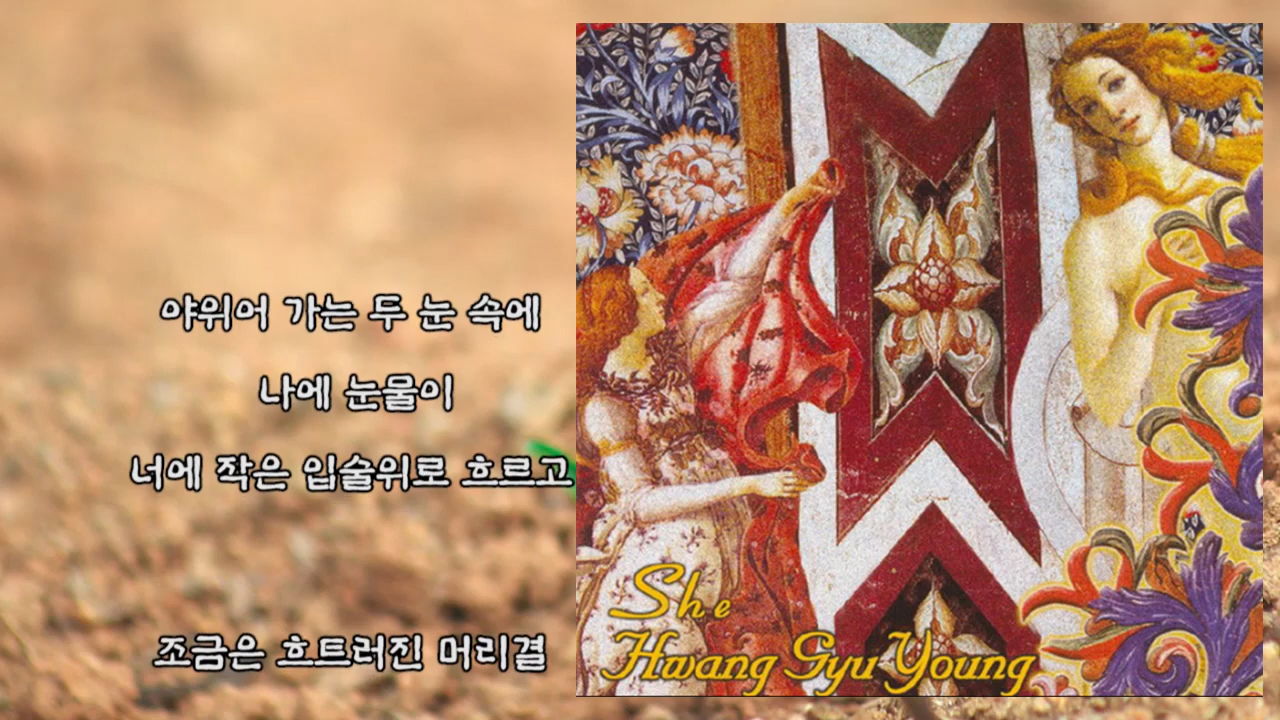 야위어 가는 두 눈 속에
나에 눈물이
너에 작은 입술위로 흐르고
조금은 흐트러진 머리결
She
Hwang Gyu Young